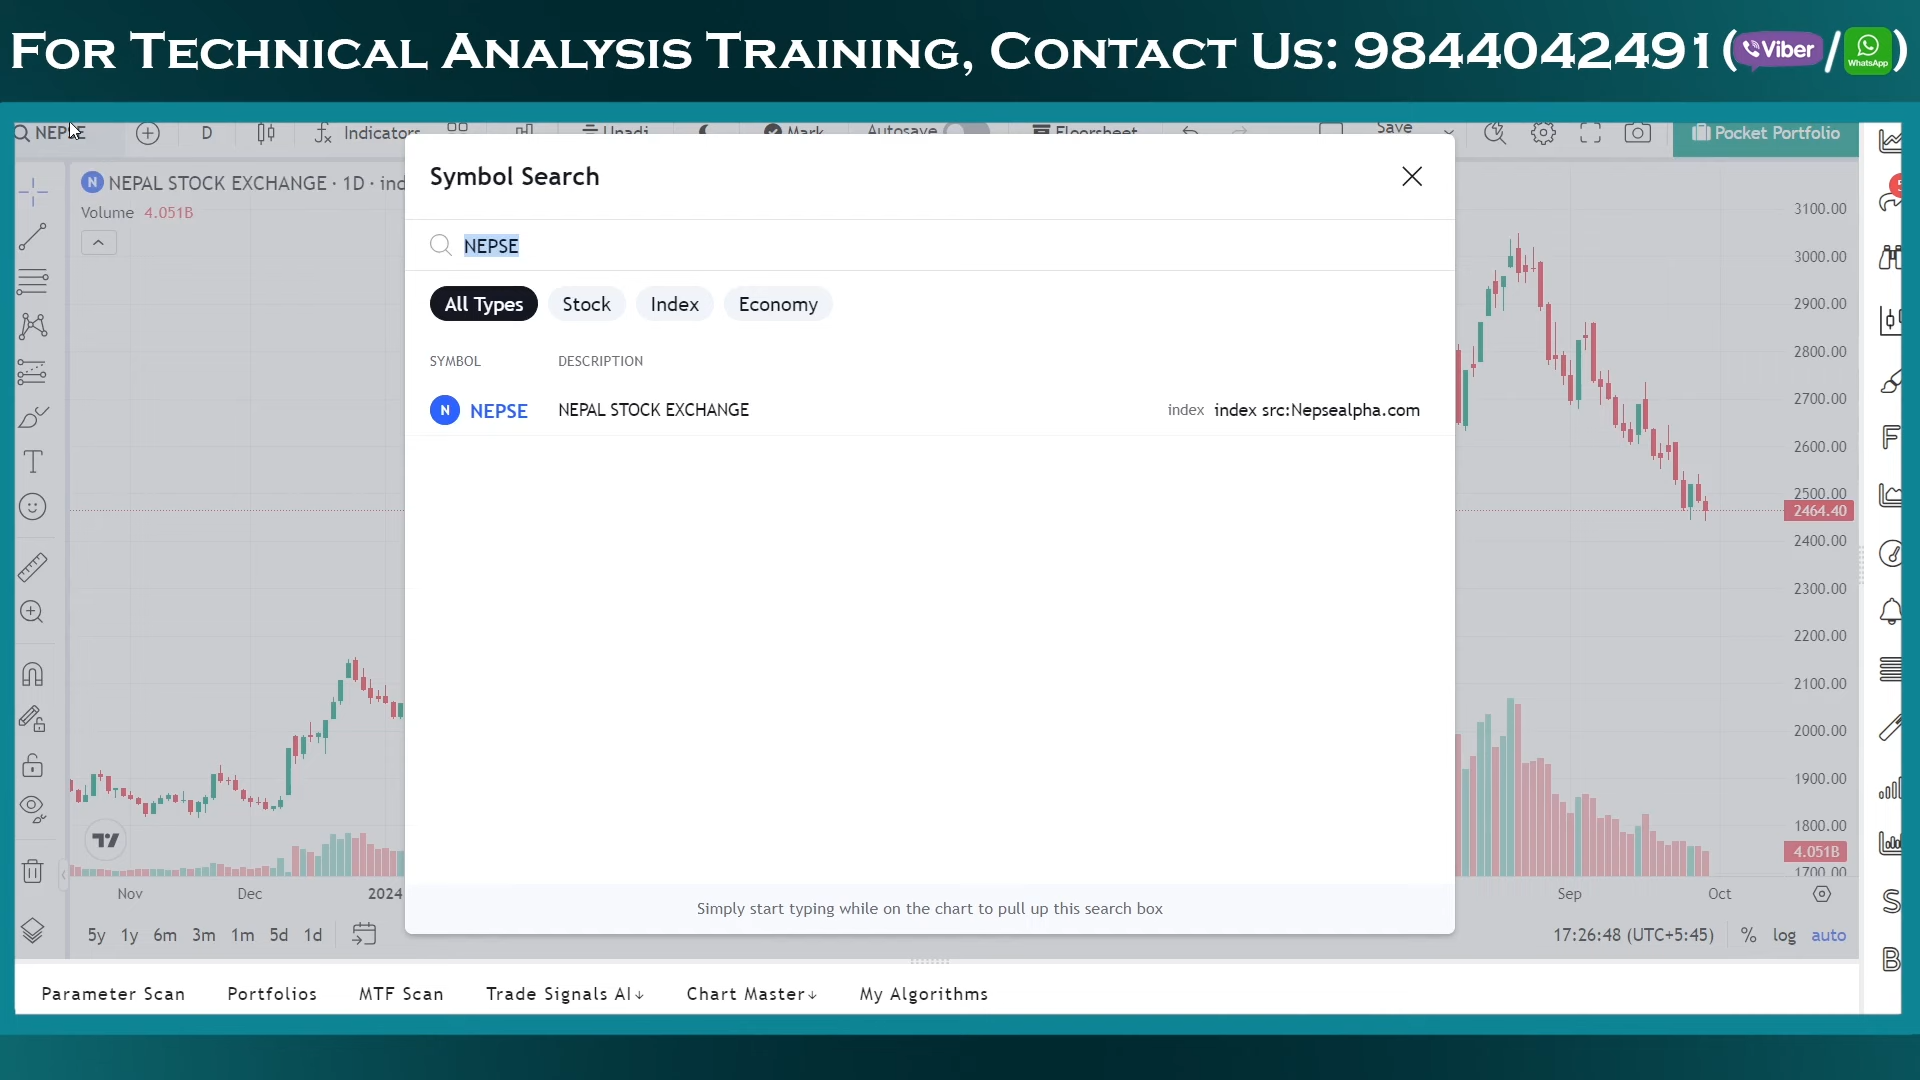 For Technical Analysis Training, Contact Us: 9844042491 (Viber/WhatsApp)
NEPSE D Indicators Autosave Save Pocket Portfolio
NEPAL STOCK EXCHANGE · 1D · ind
Volume 4.051B
Symbol Search
NEPSE
All Types Stock Index Economy
SYMBOL DESCRIPTION
N NEPSE NEPAL STOCK EXCHANGE index index src:Nepsealpha.com
3100.00
3000.00
2900.00
2800.00
2700.00
2600.00
2500.00
2464.40
2400.00
2300.00
2200.00
2100.00
2000.00
1900.00
1800.00
4.051B
1700.00
Nov Dec 2024 Sep Oct
Simply start typing while on the chart to pull up this search box
5y 1y 6m 3m 1m 5d 1d 17:26:48 (UTC+5:45) % log auto
Parameter Scan Portfolios MTF Scan Trade Signals AI↓ Chart Master↓ My Algorithms
F
S
B